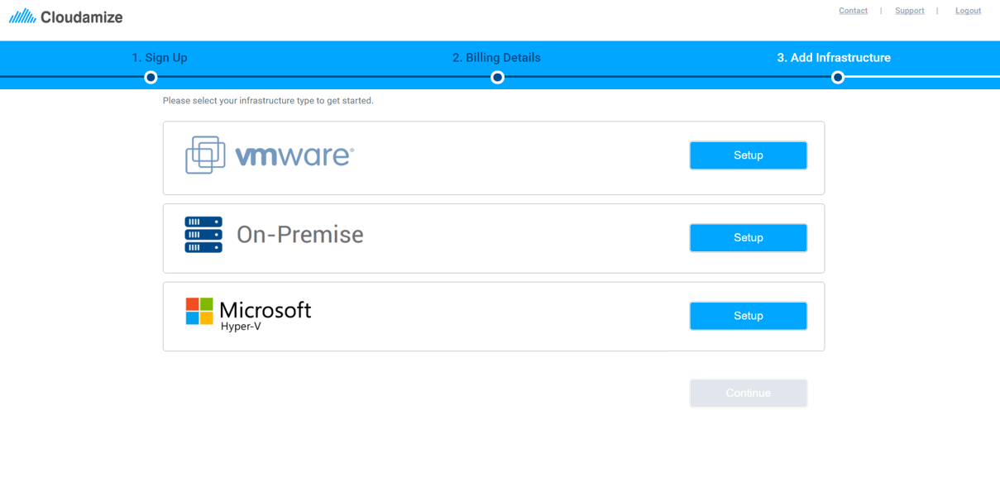 Cloudamize
Contact | Support | Logout
1. Sign Up 2. Billing Details 3. Add Infrastructure
Please select your infrastructure type to get started.
vmware®
Setup
On-Premise
Setup
Microsoft
Hyper-V
Setup
Continue